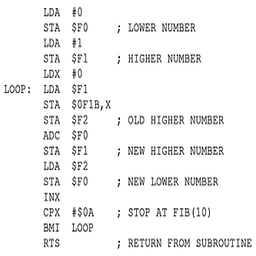 LDA #0
STA $F0 ; LOWER NUMBER
LDA #1
STA $F1 ; HIGHER NUMBER
LDX #0
LOOP: LDA $F1
STA $0F1B,X
STA $F2 ; OLD HIGHER NUMBER
ADC $F0
STA $F1 ; NEW HIGHER NUMBER
LDA $F2
STA $F0 ; NEW LOWER NUMBER
INX
CPX #$0A ; STOP AT FIB(10)
BMI LOOP
RTS ; RETURN FROM SUBROUTINE